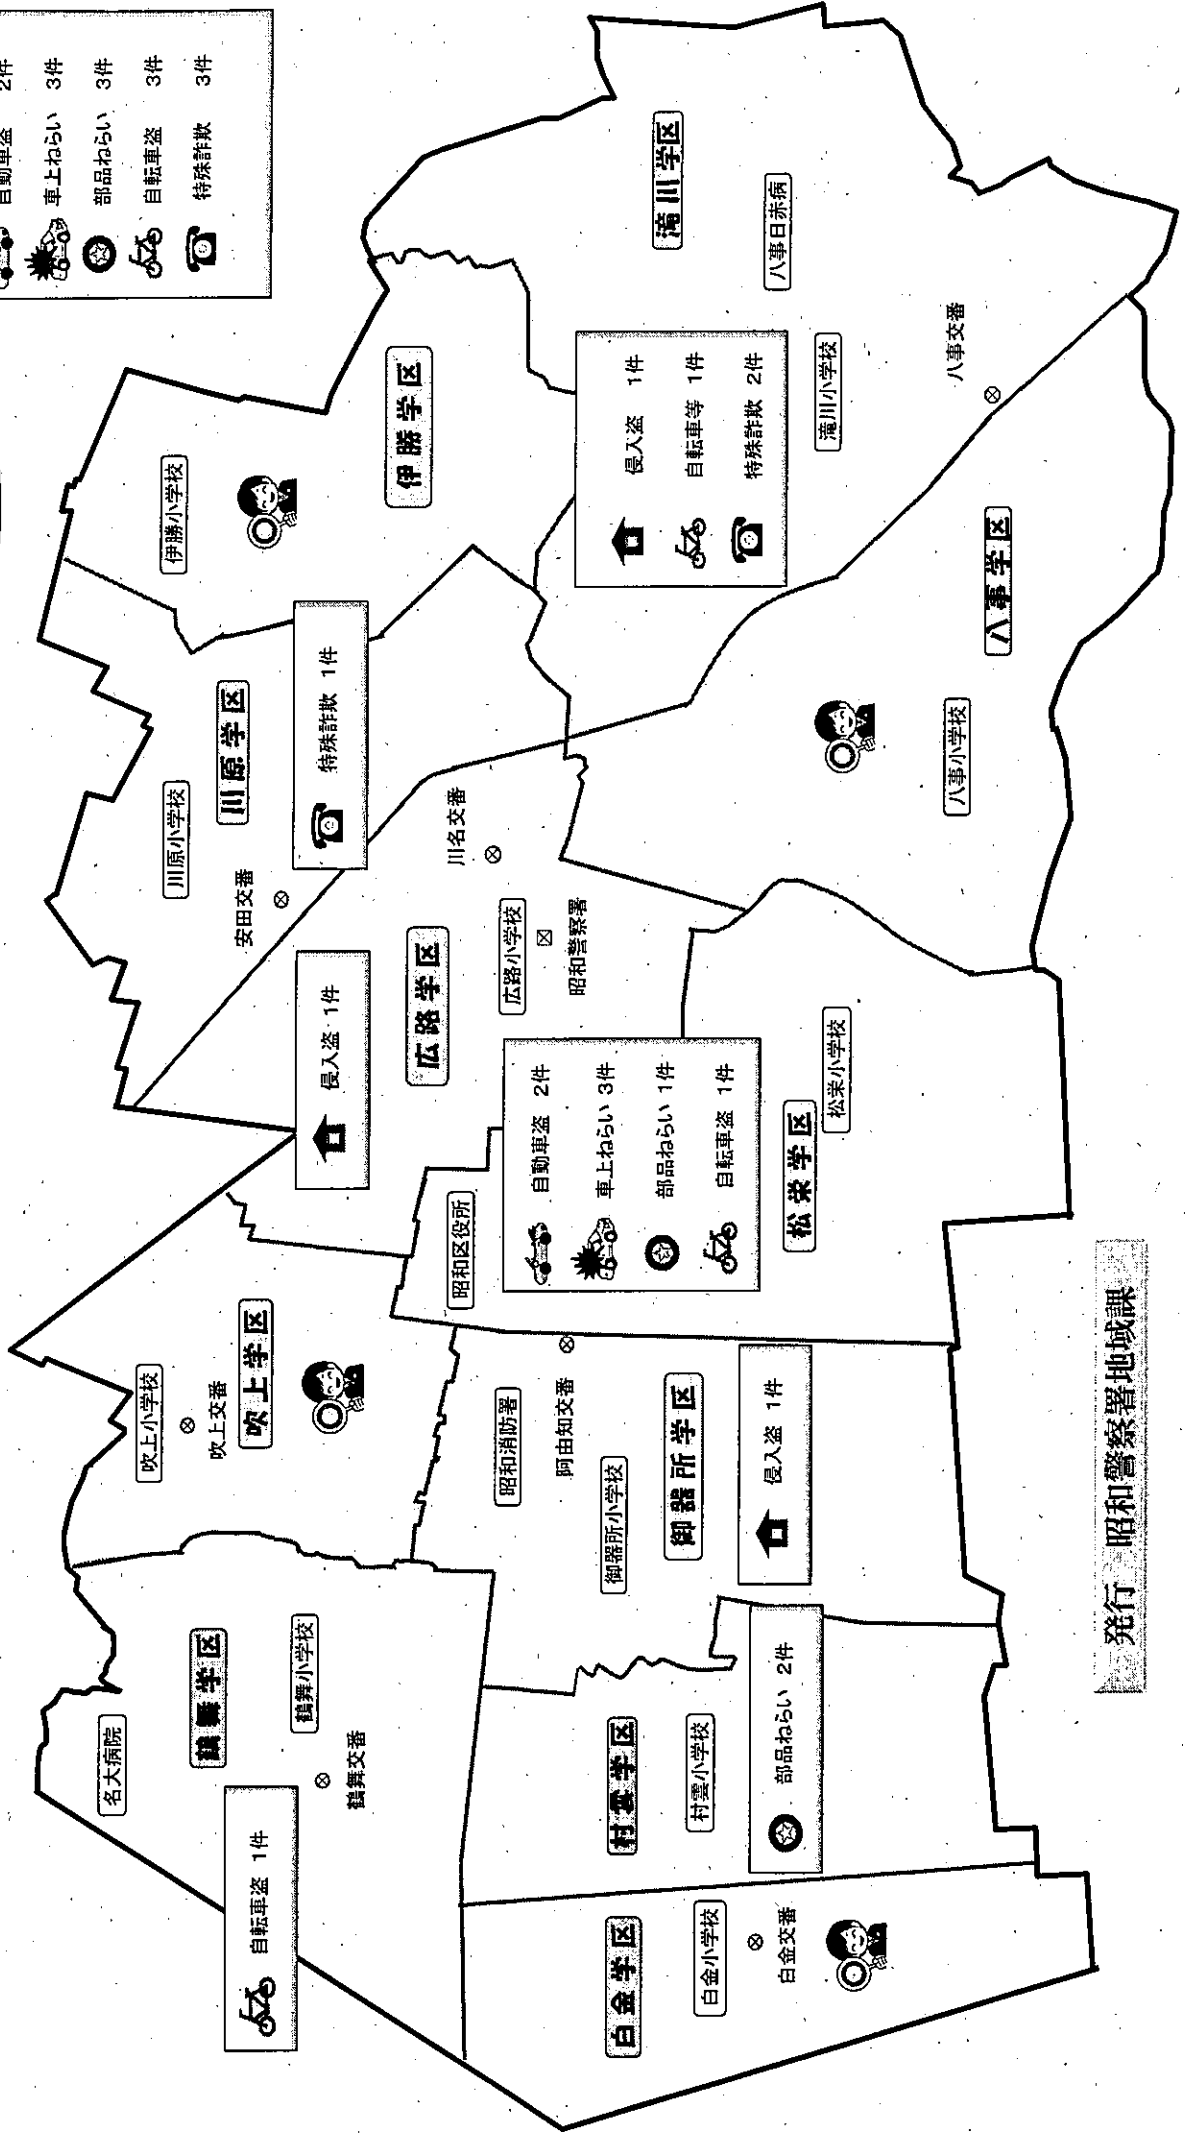 自動車盗 2件
車上ねらい 3件
部品ねらい 3件
自転車盗 3件
特殊詐欺 3件
名大病院
鶴舞学区
鶴舞小学校
鶴舞交番
自転車盗 1件
吹上小学校
吹上交番
吹上学区
川原小学校
川原学区
安田交番
特殊詐欺 1件
伊勝小学校
伊勝学区
侵入盗 1件
広路学区
川名交番
広路小学校
昭和警察署
滝川学区
八事日赤病
侵入盗 1件
自転車等 1件
特殊詐欺 2件
滝川小学校
八事交番
昭和区役所
自動車盗 2件
車上ねらい 3件
部品ねらい 1件
自転車盗 1件
松栄学区
松栄小学校
昭和消防署
阿由知交番
御器所小学校
御器所学区
侵入盗 1件
村雲学区
村雲小学校
部品ねらい 2件
白金学区
白金小学校
白金交番
八事学区
八事小学校
発行 昭和警察署地域課